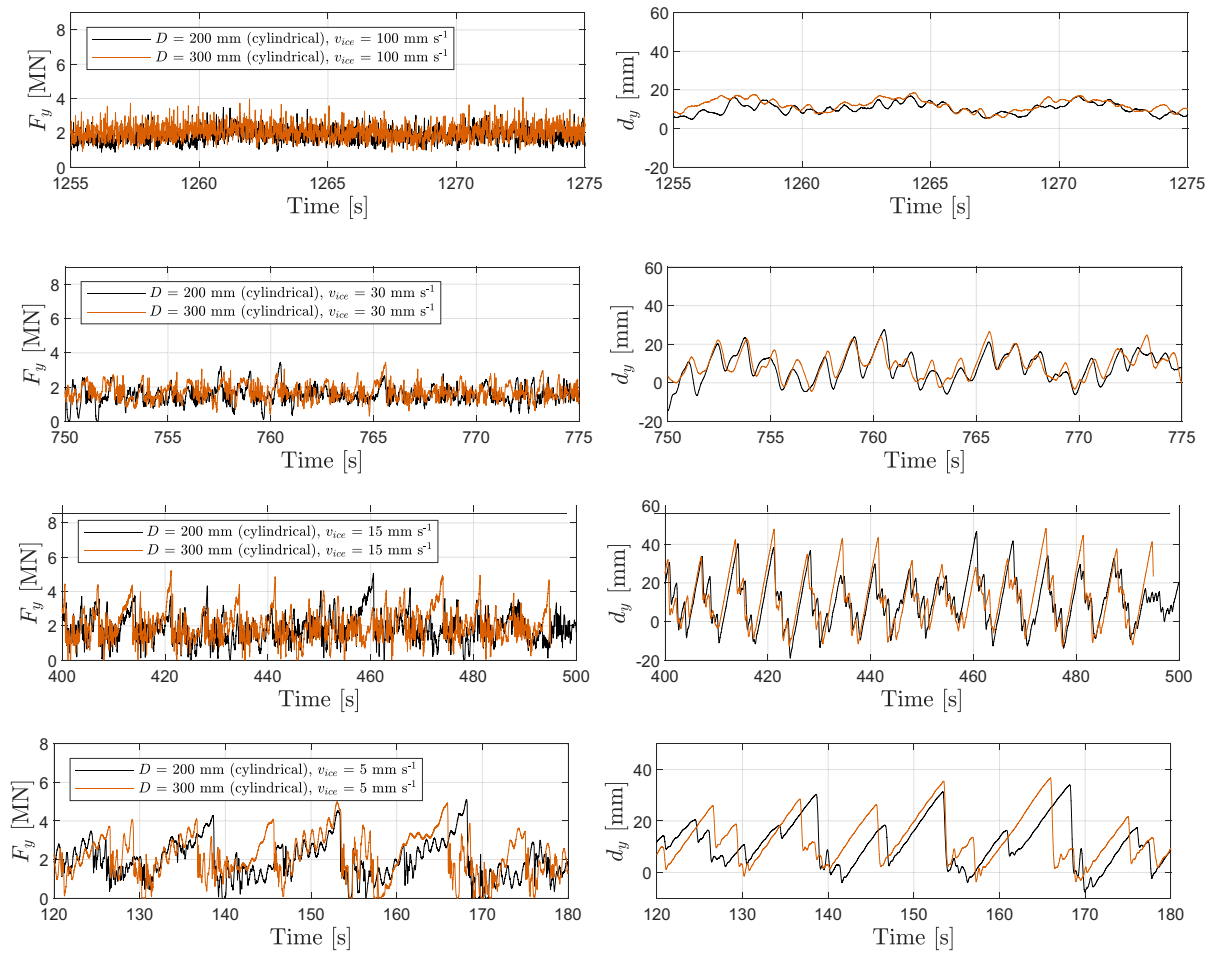 F_y [MN]
8
6
4
2
0
D = 200 mm (cylindrical), v_ice = 100 mm s^-1
D = 300 mm (cylindrical), v_ice = 100 mm s^-1
1255 1260 1265 1270 1275
Time [s]
d_y [mm]
60
40
20
0
-20
1255 1260 1265 1270 1275
Time [s]
F_y [MN]
8
6
4
2
0
D = 200 mm (cylindrical), v_ice = 30 mm s^-1
D = 300 mm (cylindrical), v_ice = 30 mm s^-1
750 755 760 765 770 775
Time [s]
d_y [mm]
60
40
20
0
-20
750 755 760 765 770 775
Time [s]
F_y [MN]
8
6
4
2
0
D = 200 mm (cylindrical), v_ice = 15 mm s^-1
D = 300 mm (cylindrical), v_ice = 15 mm s^-1
400 420 440 460 480 500
Time [s]
d_y [mm]
60
40
20
0
-20
400 420 440 460 480 500
Time [s]
F_y [MN]
8
6
4
2
0
D = 200 mm (cylindrical), v_ice = 5 mm s^-1
D = 300 mm (cylindrical), v_ice = 5 mm s^-1
120 130 140 150 160 170 180
Time [s]
d_y [mm]
40
20
0
120 130 140 150 160 170 180
Time [s]